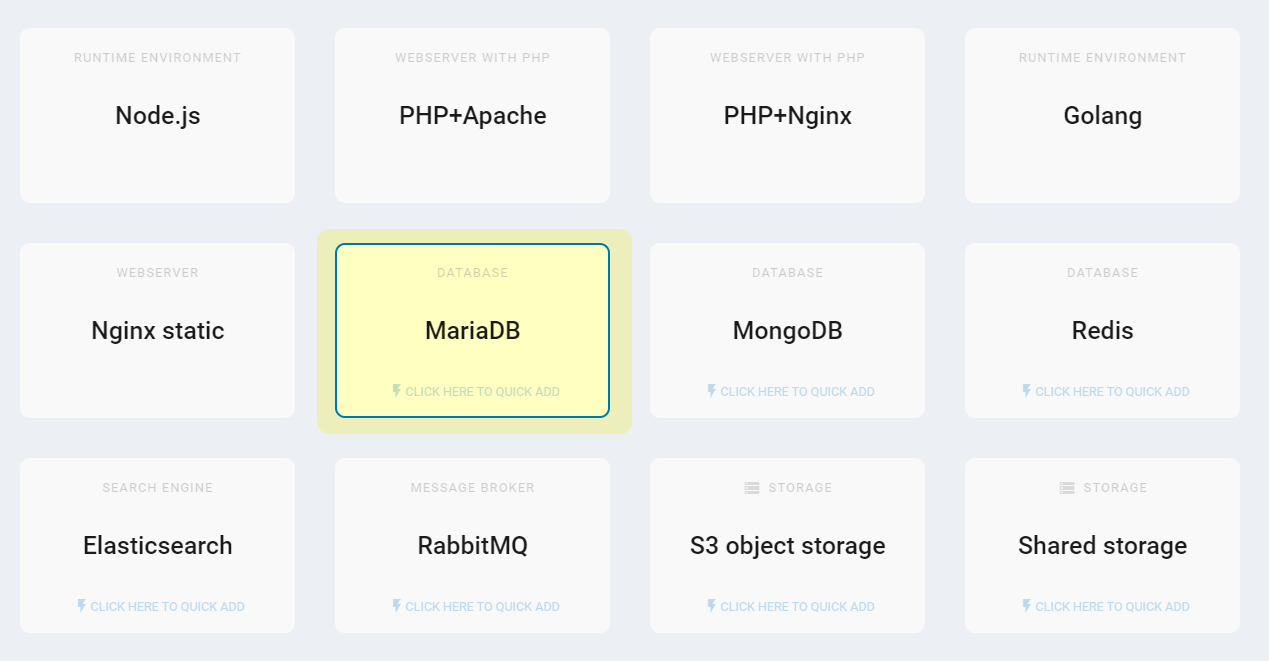 RUNTIME ENVIRONMENT
Node.js
WEBSERVER WITH PHP
PHP+Apache
WEBSERVER WITH PHP
PHP+Nginx
RUNTIME ENVIRONMENT
Golang
WEBSERVER
Nginx static
DATABASE
MariaDB
CLICK HERE TO QUICK ADD
DATABASE
MongoDB
CLICK HERE TO QUICK ADD
DATABASE
Redis
CLICK HERE TO QUICK ADD
SEARCH ENGINE
Elasticsearch
CLICK HERE TO QUICK ADD
MESSAGE BROKER
RabbitMQ
CLICK HERE TO QUICK ADD
STORAGE
S3 object storage
CLICK HERE TO QUICK ADD
STORAGE
Shared storage
CLICK HERE TO QUICK ADD